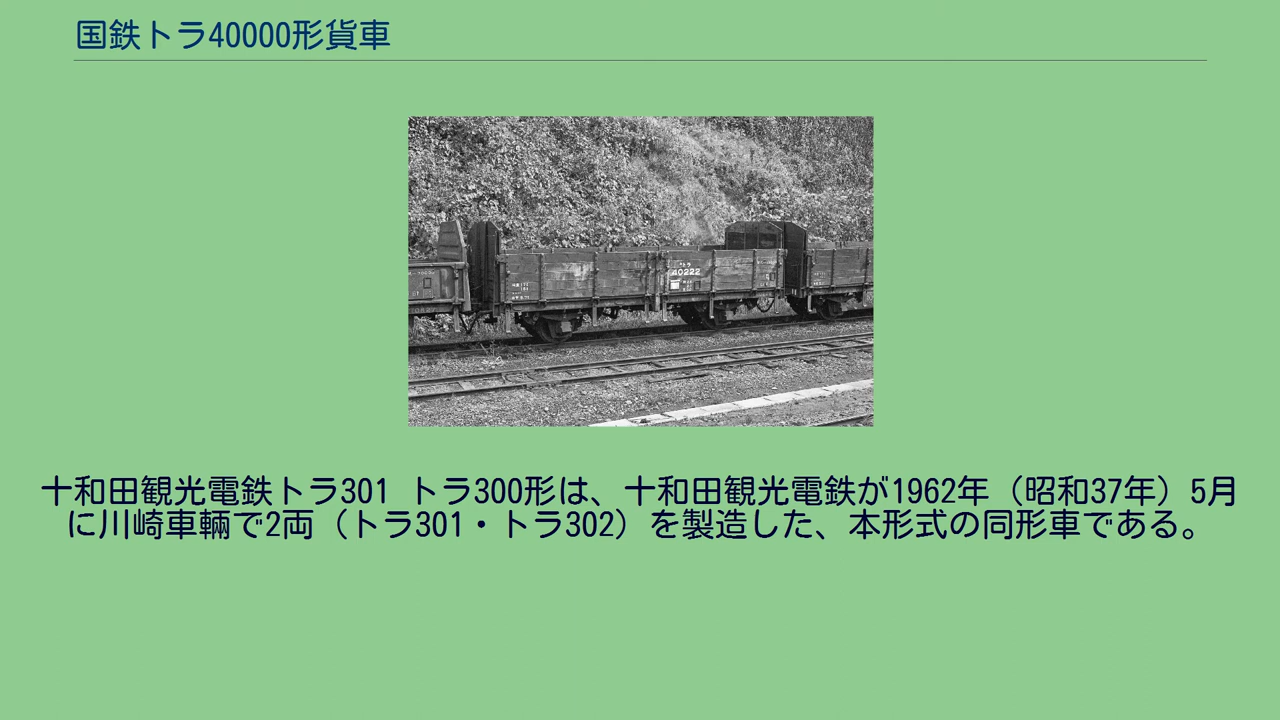 国鉄トラ40000形貨車
トラ
40222
十和田観光電鉄トラ301 トラ300形は、十和田観光電鉄が1962年（昭和37年）5月
に川崎車輛で2両（トラ301・トラ302）を製造した、本形式の同形車である。